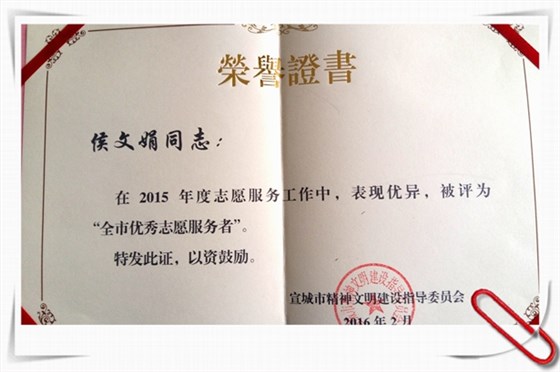 榮譽證書
侯文娟同志：
在 2015 年度志愿服务工作中，表现优异，被评为
“全市优秀志愿服务者”。
特发此证，以资鼓励。
宣城市精神文明建设指导委员会
2016 年 2 月